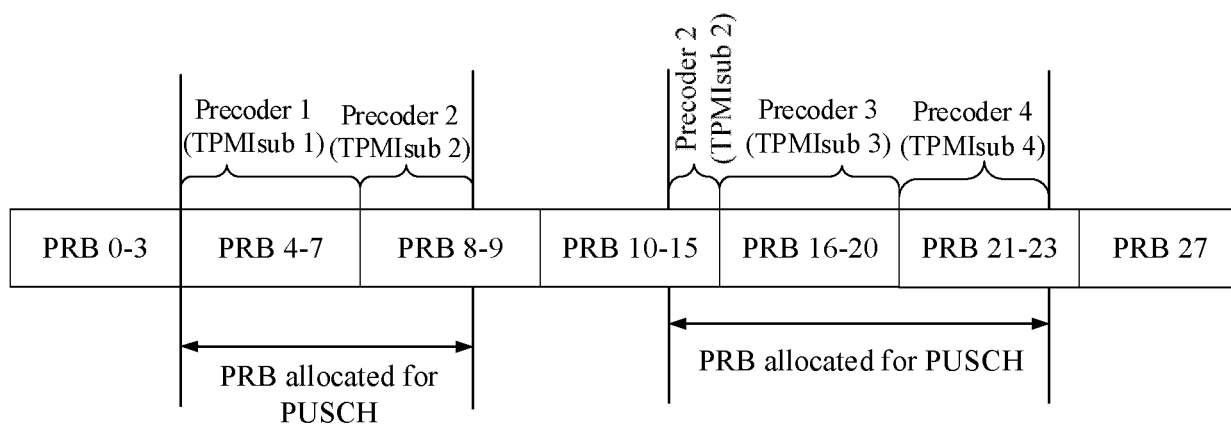 Precoder 1
(TPMIsub 1)
Precoder 2
(TPMIsub 2)
Precoder 2
(TPMIsub 2)
Precoder 3
(TPMIsub 3)
Precoder 4
(TPMIsub 4)
PRB 0-3
PRB 4-7
PRB 8-9
PRB 10-15
PRB 16-20
PRB 21-23
PRB 27
PRB allocated for
PUSCH
PRB allocated for PUSCH